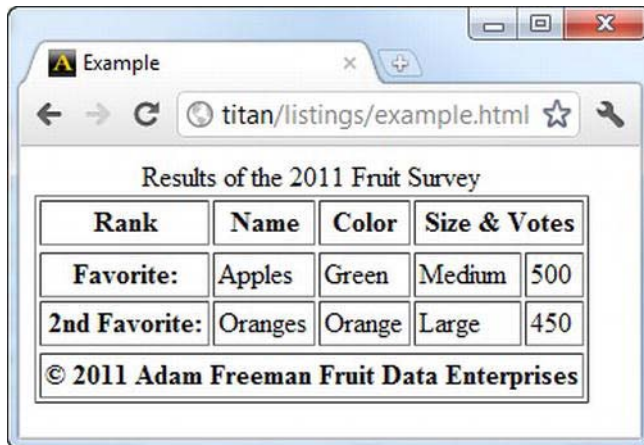 Example
titan/listings/example.html
Results of the 2011 Fruit Survey
Rank Name Color Size & Votes
Favorite: Apples Green Medium 500
2nd Favorite: Oranges Orange Large 450
© 2011 Adam Freeman Fruit Data Enterprises